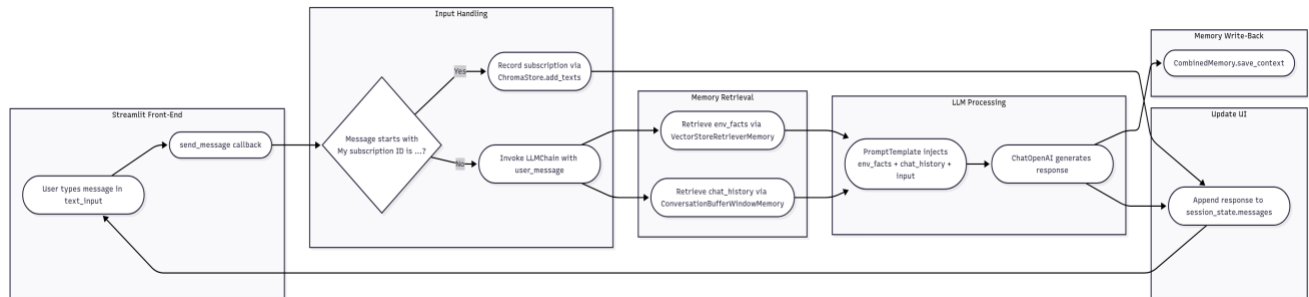 Streamlit Front-End
User types message in
text_input
send_message callback
Input Handling
Message starts with
My subscription ID is ...?
Yes
No
Record subscription via
ChromaStore.add_texts
Invoke LLMChain with
user_message
Memory Retrieval
Retrieve env_facts via
VectorStoreRetrieverMemory
Retrieve chat_history via
ConversationBufferWindowMemory
LLM Processing
PromptTemplate injects
env_facts + chat_history +
input
ChatOpenAI generates
response
Memory Write-Back
CombinedMemory.save_context
Update UI
Append response to
session_state.messages